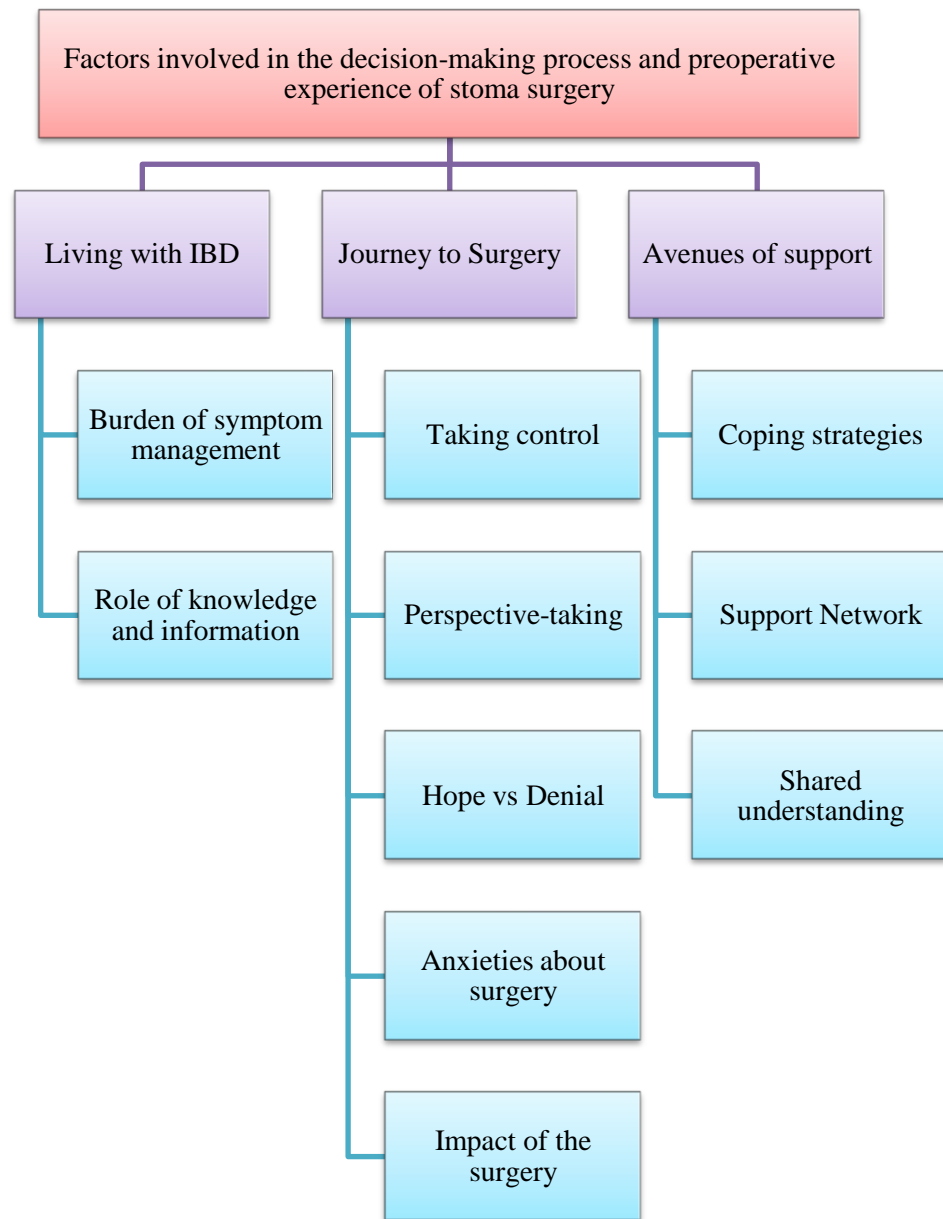 Factors involved in the decision-making process and preoperative
experience of stoma surgery
Living with IBD
Burden of symptom
management
Role of knowledge
and information
Journey to Surgery
Taking control
Perspective-taking
Hope vs Denial
Anxieties about
surgery
Impact of the
surgery
Avenues of support
Coping strategies
Support Network
Shared
understanding